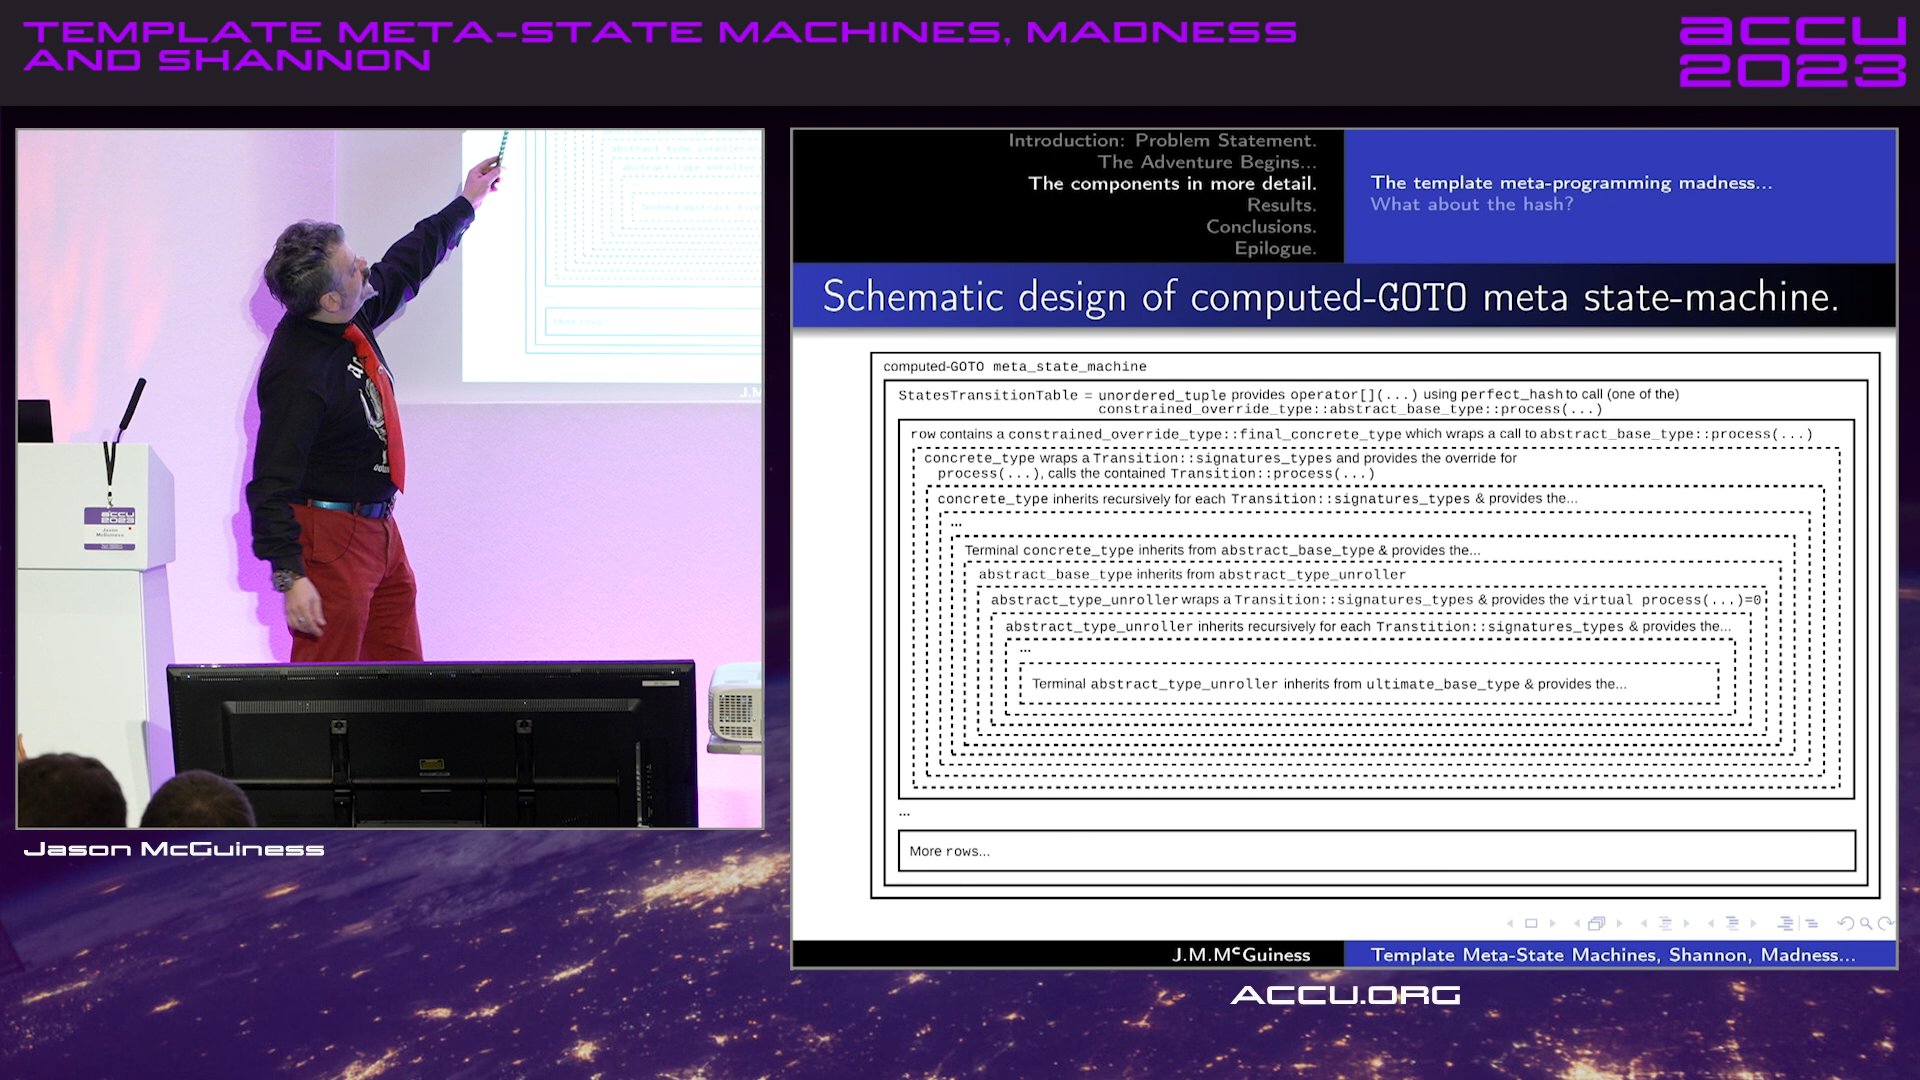 TEMPLATE META-STATE MACHINES, MADNESS
AND SHANNON
ACCU
2023
Introduction: Problem Statement.
The Adventure Begins...
The components in more detail.
Results.
Conclusions.
Epilogue.
The template meta-programming madness...
What about the hash?
Schematic design of computed-GOTO meta state-machine.
computed-GOTO meta_state_machine
StatesTransitionTable = unordered_tuple provides operator[](...) using perfect_hash to call (one of the)
constrained_override_type::abstract_base_type::process(...)
row contains a constrained_override_type::final_concrete_type which wraps a call to abstract_base_type::process(...)
concrete_type wraps a Transition::signatures_types and provides the override for
process(...), calls the contained Transition::process(...)
concrete_type inherits recursively for each Transition::signatures_types & provides the...
...
Terminal concrete_type inherits from abstract_base_type & provides the...
abstract_base_type inherits from abstract_type_unroller
abstract_type_unroller wraps a Transition::signatures_types & provides the virtual process(...)=0
abstract_type_unroller inherits recursively for each Transtition::signatures_types & provides the...
...
Terminal abstract_type_unroller inherits from ultimate_base_type & provides the...
...
More rows...
J.M.McGuiness
Template Meta-State Machines, Shannon, Madness...
More rows
J.M
accu
2023
Jason
McGuiness
Jason McGuiness
ACCU.ORG